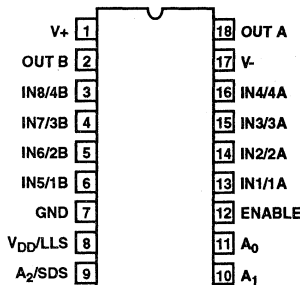 V+ 1 18 OUT A
OUT B 2 17 V-
IN8/4B 3 16 IN4/4A
IN7/3B 4 15 IN3/3A
IN6/2B 5 14 IN2/2A
IN5/1B 6 13 IN1/1A
GND 7 12 ENABLE
VDD/LLS 8 11 A0
A2/SDS 9 10 A1